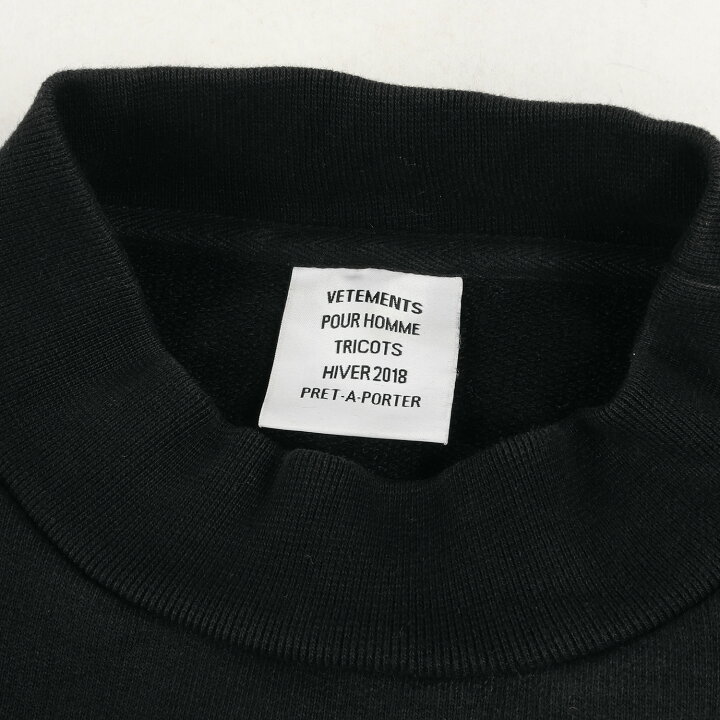 VETEMENTS
POUR HOMME
TRICOTS
HIVER 2018
PRET-A-PORTER